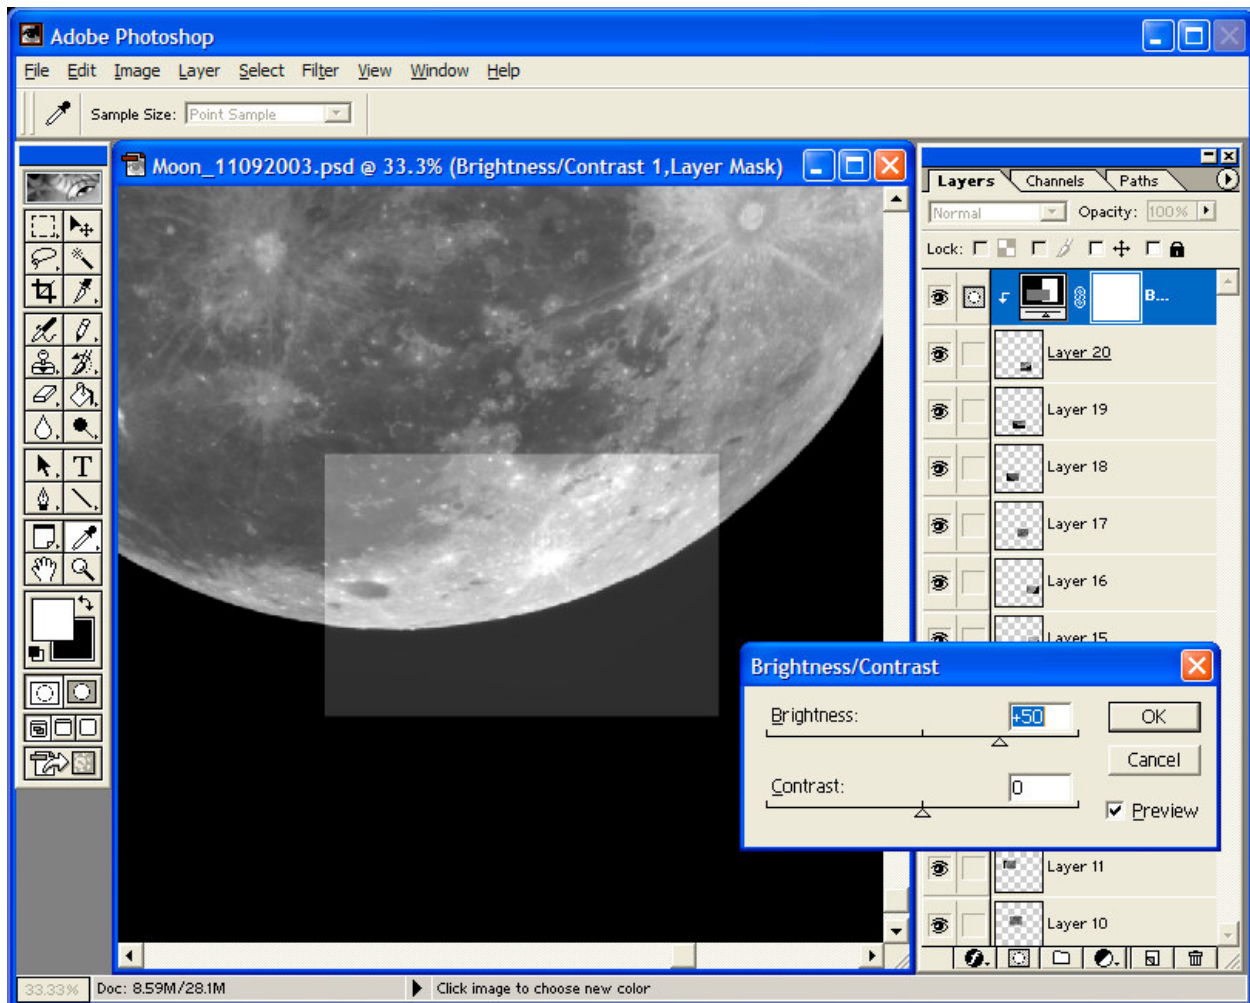 Adobe Photoshop
File Edit Image Layer Select Filter View Window Help
Sample Size: Point Sample
Moon_11092003.psd @ 33.3% (Brightness/Contrast 1,Layer Mask)
Layers Channels Paths
Normal Opacity: 100%
Lock:
B...
Layer 20
Layer 19
Layer 18
Layer 17
Layer 16
Layer 15
Brightness/Contrast
Brightness: +50 OK
Cancel
Contrast: 0
Preview
Layer 11
Layer 10
T
33.33% Doc: 8.59M/28.1M Click image to choose new color